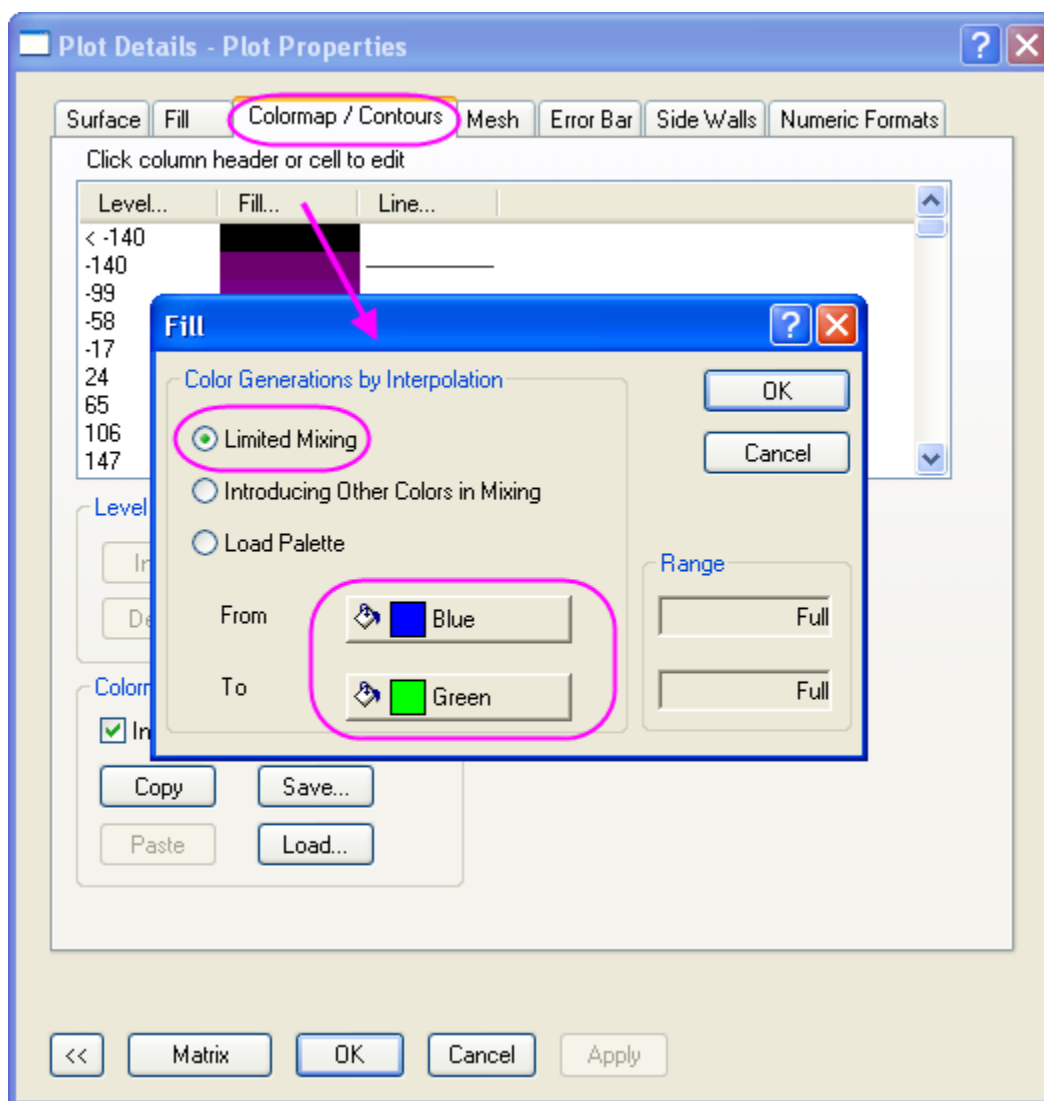 Plot Details - Plot Properties
Surface Fill Colormap / Contours Mesh Error Bar Side Walls Numeric Formats
Click column header or cell to edit
Level... Fill... Line...
< -140
-140
-99
-58
-17
24
65
106
147
Fill
Color Generations by Interpolation
OK
Limited Mixing
Cancel
Introducing Other Colors in Mixing
Load Palette
Range
From Blue Full
To Green Full
Level
Copy Save...
Paste Load...
<< Matrix OK Cancel Apply